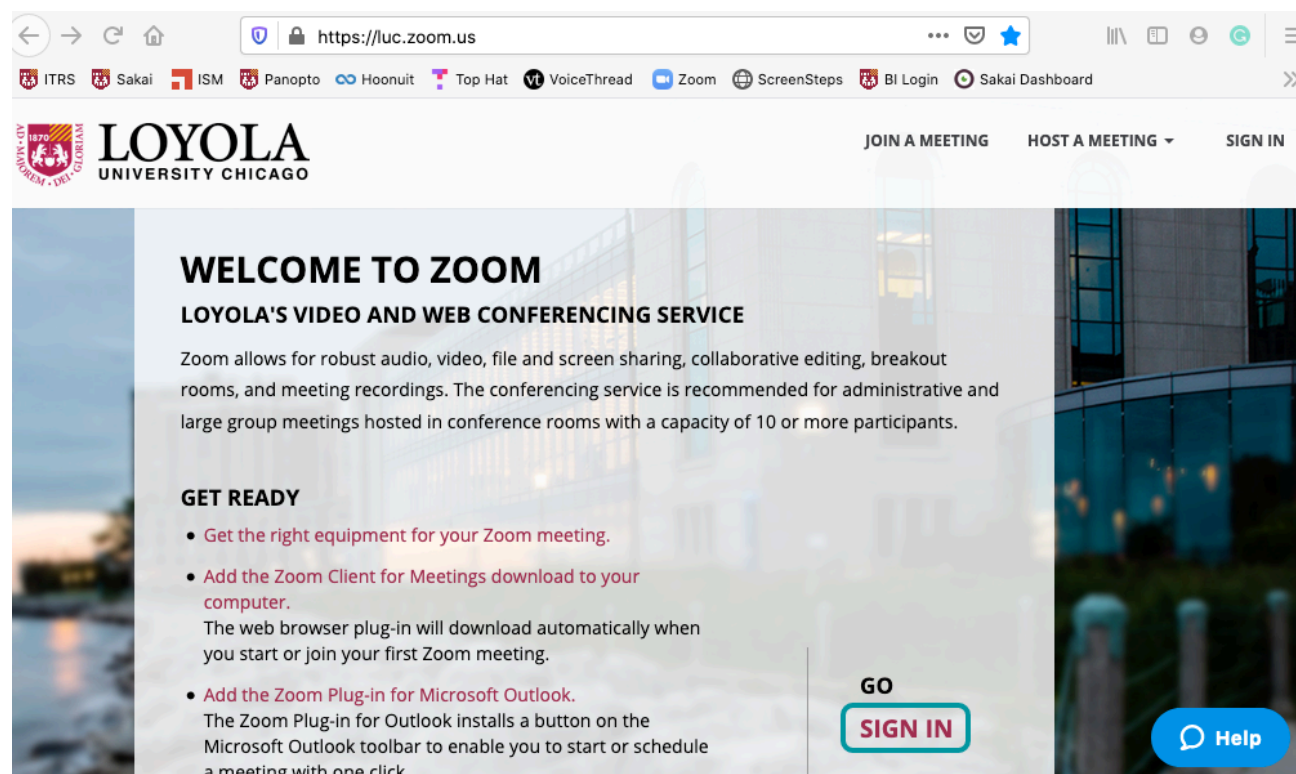 https://luc.zoom.us
ITRS Sakai ISM Panopto Hoonuit Top Hat VoiceThread Zoom ScreenSteps BI Login Sakai Dashboard
1870
AD • MAJOREM • DEI • GLORIAM
LOYOLA
UNIVERSITY CHICAGO
JOIN A MEETING HOST A MEETING SIGN IN
WELCOME TO ZOOM
LOYOLA'S VIDEO AND WEB CONFERENCING SERVICE
Zoom allows for robust audio, video, file and screen sharing, collaborative editing, breakout
rooms, and meeting recordings. The conferencing service is recommended for administrative and
large group meetings hosted in conference rooms with a capacity of 10 or more participants.
GET READY
• Get the right equipment for your Zoom meeting.
• Add the Zoom Client for Meetings download to your
computer.
The web browser plug-in will download automatically when
you start or join your first Zoom meeting.
• Add the Zoom Plug-in for Microsoft Outlook.
The Zoom Plug-in for Outlook installs a button on the
Microsoft Outlook toolbar to enable you to start or schedule
a meeting with one click
GO
SIGN IN
Help